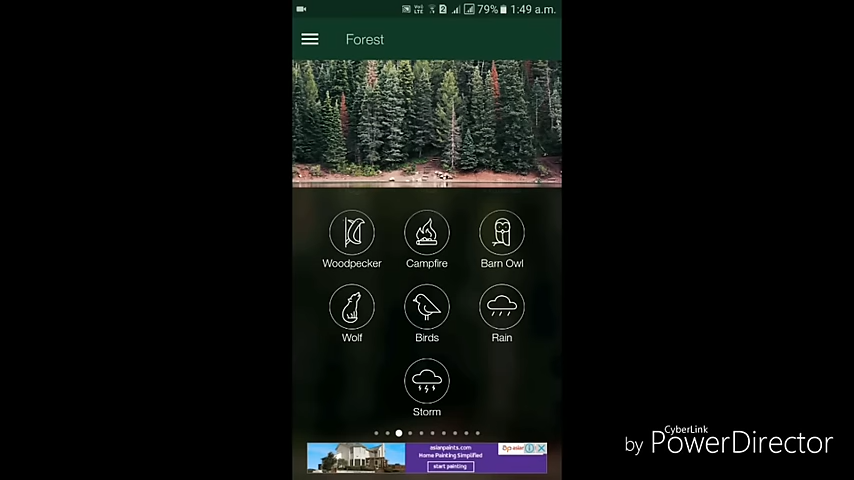 79% 1:49 a.m.
Forest
Woodpecker
Campfire
Barn Owl
Wolf
Birds
Rain
Storm
asianpaints.com
Home Painting Simplified
start painting
CyberLink
by PowerDirector